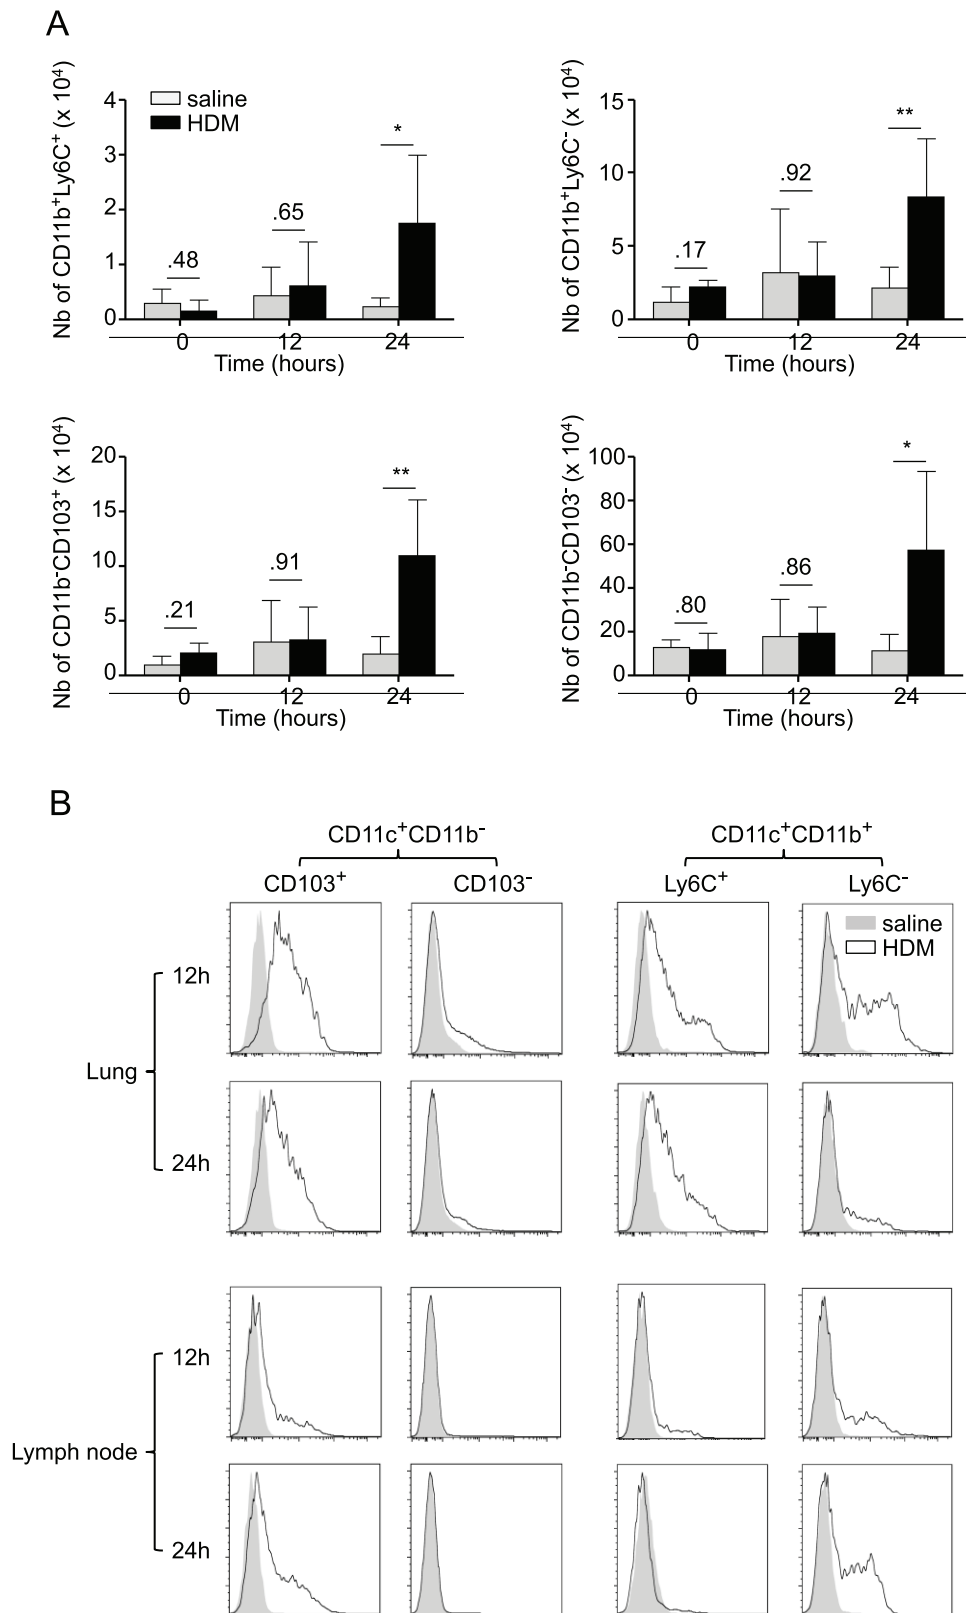 A
Nb of CD11b⁺Ly6C⁺ (x 10⁴)
4
3
2
1
0
saline
HDM
.48
.65
*
0
12
24
Time (hours)
Nb of CD11b⁺Ly6C⁻ (x 10⁴)
15
10
5
0
.17
.92
**
0
12
24
Time (hours)
Nb of CD11b⁻CD103⁺ (x 10⁴)
20
15
10
5
0
.21
.91
**
0
12
24
Time (hours)
Nb of CD11b⁻CD103⁻ (x 10⁴)
100
80
60
40
20
0
.80
.86
*
0
12
24
Time (hours)
B
CD11c⁺CD11b⁻
CD11c⁺CD11b⁺
CD103⁺
CD103⁻
Ly6C⁺
Ly6C⁻
saline
HDM
12h
Lung
24h
12h
Lymph node
24h